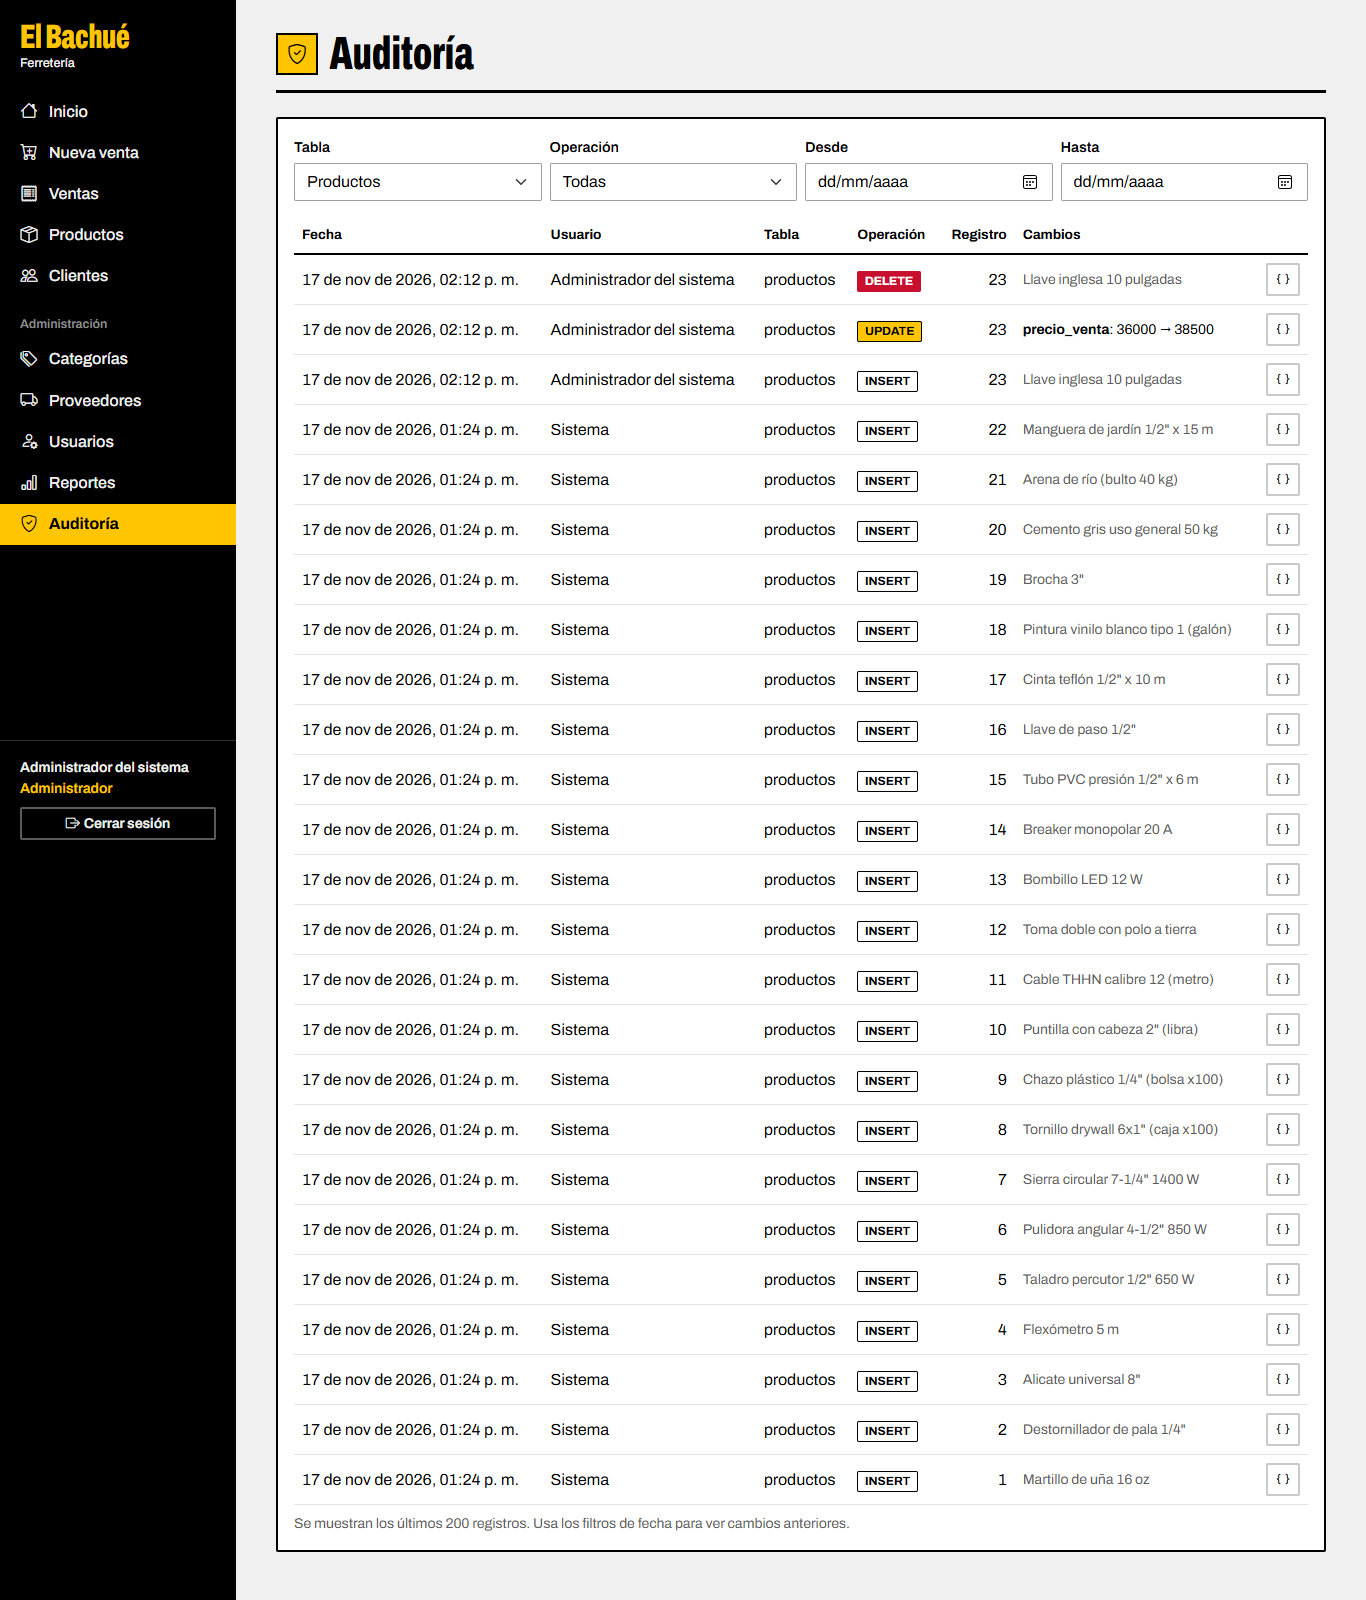 El Bachué
Ferretería
Inicio
Nueva venta
Ventas
Productos
Clientes
Administración
Categorías
Proveedores
Usuarios
Reportes
Auditoría
Administrador del sistema
Administrador
Cerrar sesión
Auditoría
Tabla Operación Desde Hasta
Productos Todas dd/mm/aaaa dd/mm/aaaa
Fecha Usuario Tabla Operación Registro Cambios
17 de nov de 2026, 02:12 p. m. Administrador del sistema productos DELETE 23 Llave inglesa 10 pulgadas { }
17 de nov de 2026, 02:12 p. m. Administrador del sistema productos UPDATE 23 precio_venta: 36000 → 38500 { }
17 de nov de 2026, 02:12 p. m. Administrador del sistema productos INSERT 23 Llave inglesa 10 pulgadas { }
17 de nov de 2026, 01:24 p. m. Sistema productos INSERT 22 Manguera de jardín 1/2" x 15 m { }
17 de nov de 2026, 01:24 p. m. Sistema productos INSERT 21 Arena de río (bulto 40 kg) { }
17 de nov de 2026, 01:24 p. m. Sistema productos INSERT 20 Cemento gris uso general 50 kg { }
17 de nov de 2026, 01:24 p. m. Sistema productos INSERT 19 Brocha 3" { }
17 de nov de 2026, 01:24 p. m. Sistema productos INSERT 18 Pintura vinilo blanco tipo 1 (galón) { }
17 de nov de 2026, 01:24 p. m. Sistema productos INSERT 17 Cinta teflón 1/2" x 10 m { }
17 de nov de 2026, 01:24 p. m. Sistema productos INSERT 16 Llave de paso 1/2" { }
17 de nov de 2026, 01:24 p. m. Sistema productos INSERT 15 Tubo PVC presión 1/2" x 6 m { }
17 de nov de 2026, 01:24 p. m. Sistema productos INSERT 14 Breaker monopolar 20 A { }
17 de nov de 2026, 01:24 p. m. Sistema productos INSERT 13 Bombillo LED 12 W { }
17 de nov de 2026, 01:24 p. m. Sistema productos INSERT 12 Toma doble con polo a tierra { }
17 de nov de 2026, 01:24 p. m. Sistema productos INSERT 11 Cable THHN calibre 12 (metro) { }
17 de nov de 2026, 01:24 p. m. Sistema productos INSERT 10 Puntilla con cabeza 2" (libra) { }
17 de nov de 2026, 01:24 p. m. Sistema productos INSERT 9 Chazo plástico 1/4" (bolsa x100) { }
17 de nov de 2026, 01:24 p. m. Sistema productos INSERT 8 Tornillo drywall 6x1" (caja x100) { }
17 de nov de 2026, 01:24 p. m. Sistema productos INSERT 7 Sierra circular 7-1/4" 1400 W { }
17 de nov de 2026, 01:24 p. m. Sistema productos INSERT 6 Pulidora angular 4-1/2" 850 W { }
17 de nov de 2026, 01:24 p. m. Sistema productos INSERT 5 Taladro percutor 1/2" 650 W { }
17 de nov de 2026, 01:24 p. m. Sistema productos INSERT 4 Flexómetro 5 m { }
17 de nov de 2026, 01:24 p. m. Sistema productos INSERT 3 Alicate universal 8" { }
17 de nov de 2026, 01:24 p. m. Sistema productos INSERT 2 Destornillador de pala 1/4" { }
17 de nov de 2026, 01:24 p. m. Sistema productos INSERT 1 Martillo de uña 16 oz { }
Se muestran los últimos 200 registros. Usa los filtros de fecha para ver cambios anteriores.